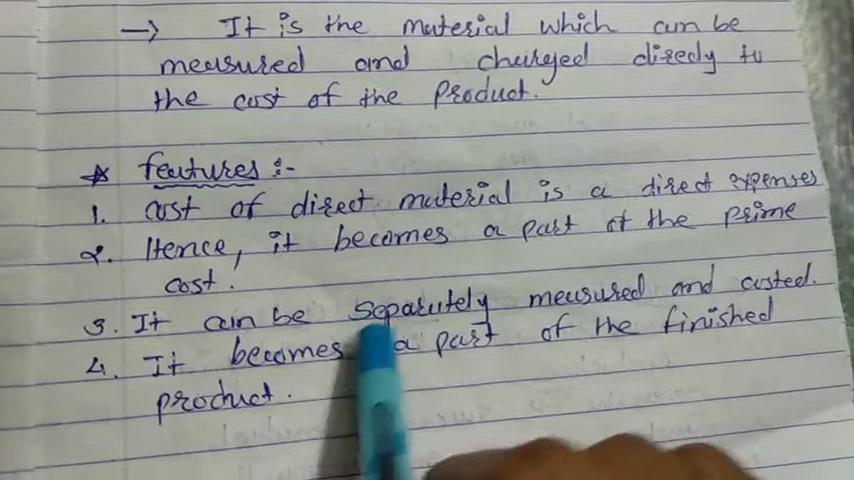 → It is the material which can be
measured and charged direcly to
the cost of the product.
* features :-
1. cost of direct material is a direct expenses
2. Hence, it becomes a part of the prime
cost.
3. It can be separately measured and costed.
4. It becomes a part of the finished
product.